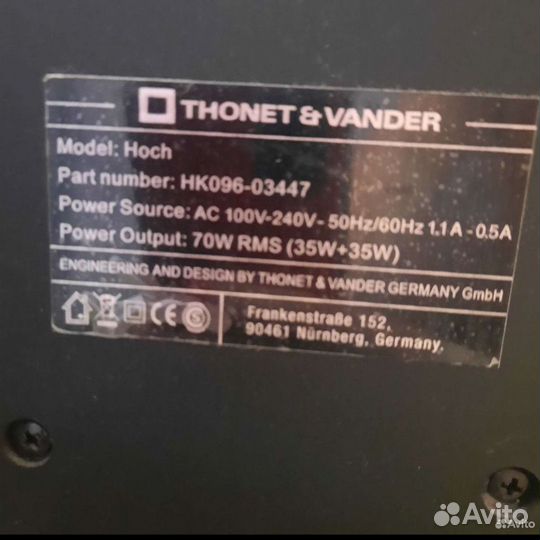 THONET & VANDER
Model: Hoch
Part number: HK096-03447
Power Source: AC 100V-240V~ 50Hz/60Hz 1.1A - 0.5A
Power Output: 70W RMS (35W+35W)
ENGINEERING AND DESIGN BY THONET & VANDER GERMANY GmbH
CE S
Frankenstraße 152,
90461 Nürnberg, Germany
Avito
Avito